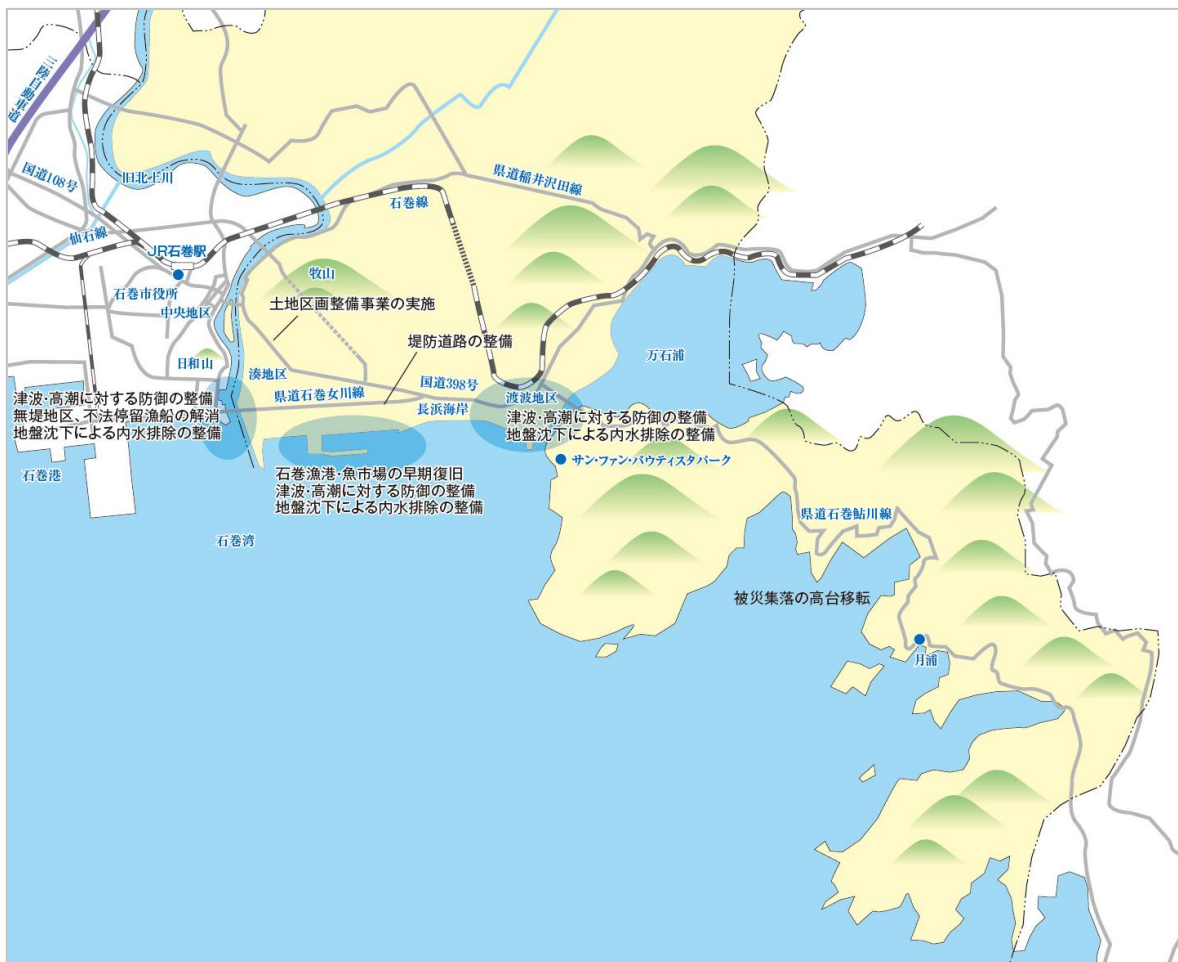 三陸自動車道
国道108号
旧北上川
仙石線
JR石巻駅
石巻市役所
中央地区
日和山
石巻線
県道稲井沢田線
牧山
土地区画整備事業の実施
堤防道路の整備
湊地区
県道石巻女川線
国道398号
長浜海岸
渡波地区
万石浦
津波・高潮に対する防御の整備
無堤地区、不法停留漁船の解消
地盤沈下による内水排除の整備
石巻港
石巻漁港・魚市場の早期復旧
津波・高潮に対する防御の整備
地盤沈下による内水排除の整備
津波・高潮に対する防御の整備
地盤沈下による内水排除の整備
サン・ファン・バウティスタパーク
石巻湾
県道石巻鮎川線
被災集落の高台移転
月浦